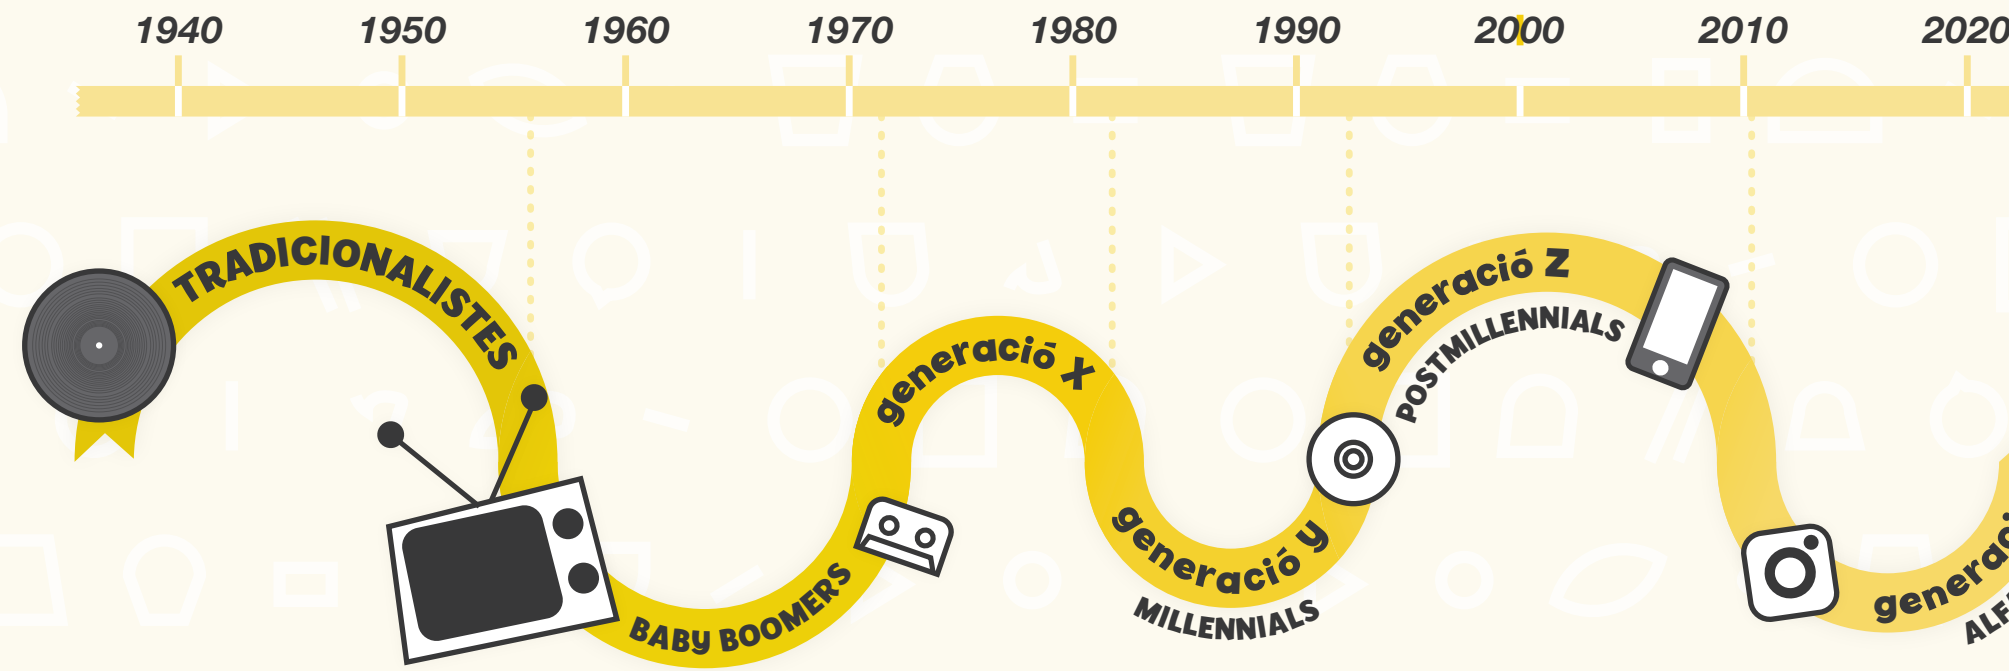 1940 1950 1960 1970 1980 1990 2000 2010 2020
TRADICIONALISTES
BABY BOOMERS
generació X
generació y
MILLENNIALS
generació Z
POSTMILLENNIALS